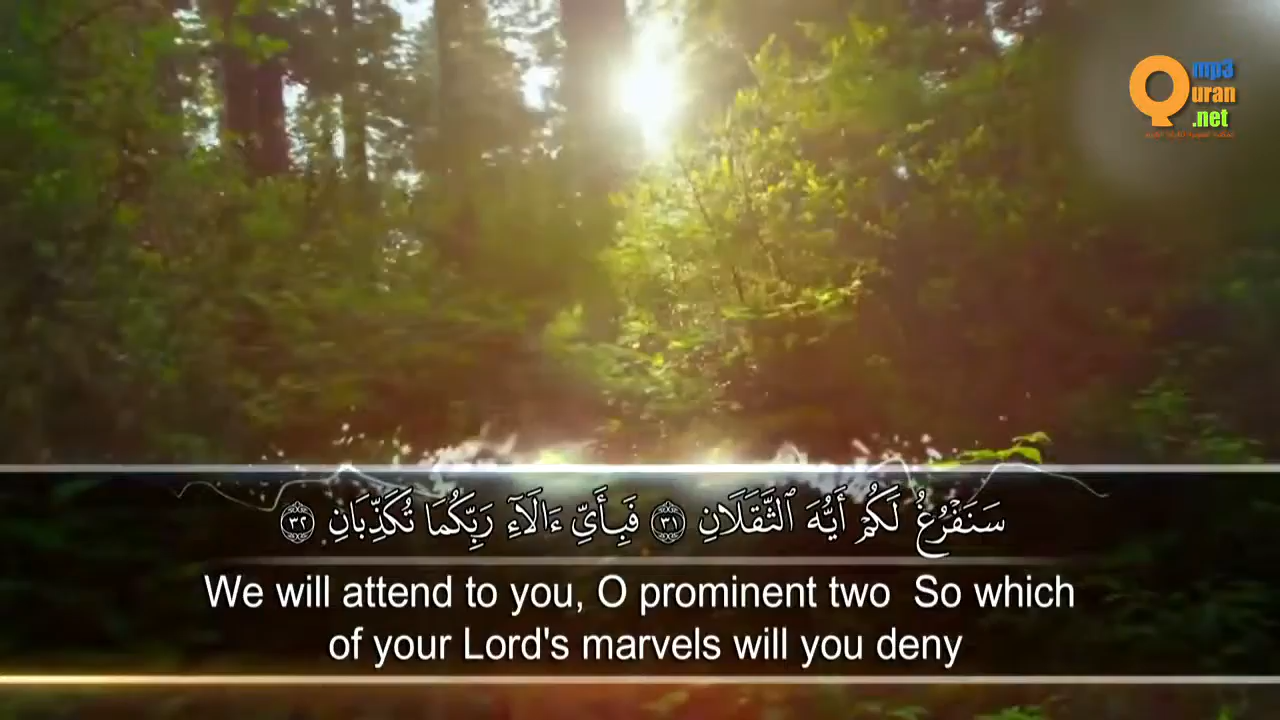 mp3
Quran
.net
سَنَفْرُغُ لَكُمْ أَيُّهَ ٱلثَّقَلَانِ ٣١ فَبِأَيِّ ءَالَآءِ رَبِّكُمَا تُكَذِّبَانِ ٣٢
We will attend to you, O prominent two So which
of your Lord's marvels will you deny